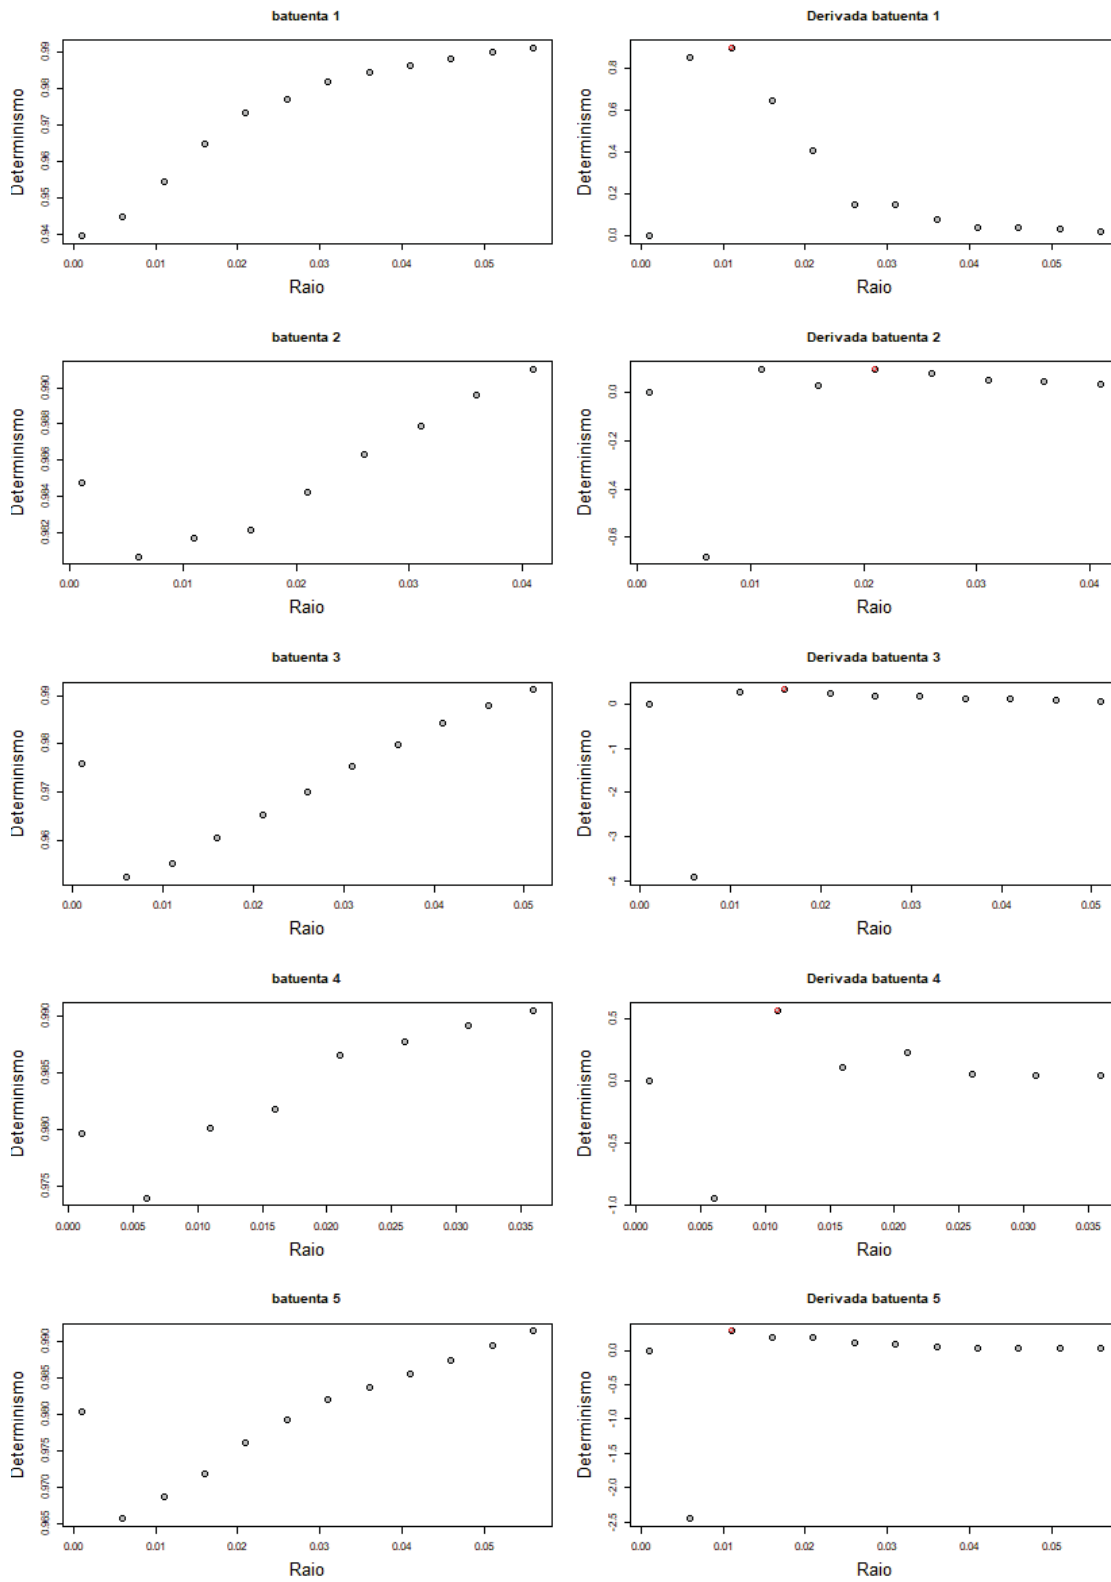 batuenta 1
Determinismo
0.94 0.95 0.96 0.97 0.98 0.99
0.00 0.01 0.02 0.03 0.04 0.05
Raio
Derivada batuenta 1
Determinismo
0.0 0.2 0.4 0.6 0.8
0.00 0.01 0.02 0.03 0.04 0.05
Raio
batuenta 2
Determinismo
0.982 0.984 0.986 0.988 0.990
0.00 0.01 0.02 0.03 0.04
Raio
Derivada batuenta 2
Determinismo
-0.6 -0.4 -0.2 0.0
0.00 0.01 0.02 0.03 0.04
Raio
batuenta 3
Determinismo
0.96 0.97 0.98 0.99
0.00 0.01 0.02 0.03 0.04 0.05
Raio
Derivada batuenta 3
Determinismo
-4 -3 -2 -1 0
0.00 0.01 0.02 0.03 0.04 0.05
Raio
batuenta 4
Determinismo
0.975 0.980 0.985 0.990
0.000 0.005 0.010 0.015 0.020 0.025 0.030 0.035
Raio
Derivada batuenta 4
Determinismo
-1.0 -0.5 0.0 0.5
0.000 0.005 0.010 0.015 0.020 0.025 0.030 0.035
Raio
batuenta 5
Determinismo
0.965 0.970 0.975 0.980 0.985 0.990
0.00 0.01 0.02 0.03 0.04 0.05
Raio
Derivada batuenta 5
Determinismo
-2.5 -2.0 -1.5 -1.0 -0.5 0.0
0.00 0.01 0.02 0.03 0.04 0.05
Raio